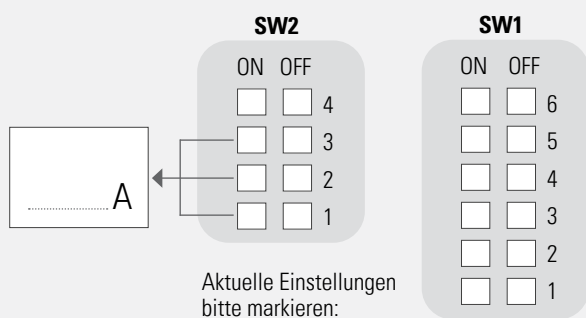 SW2
ON OFF
4
3
2
1
A
Aktuelle Einstellungen
bitte markieren:
SW1
ON OFF
6
5
4
3
2
1